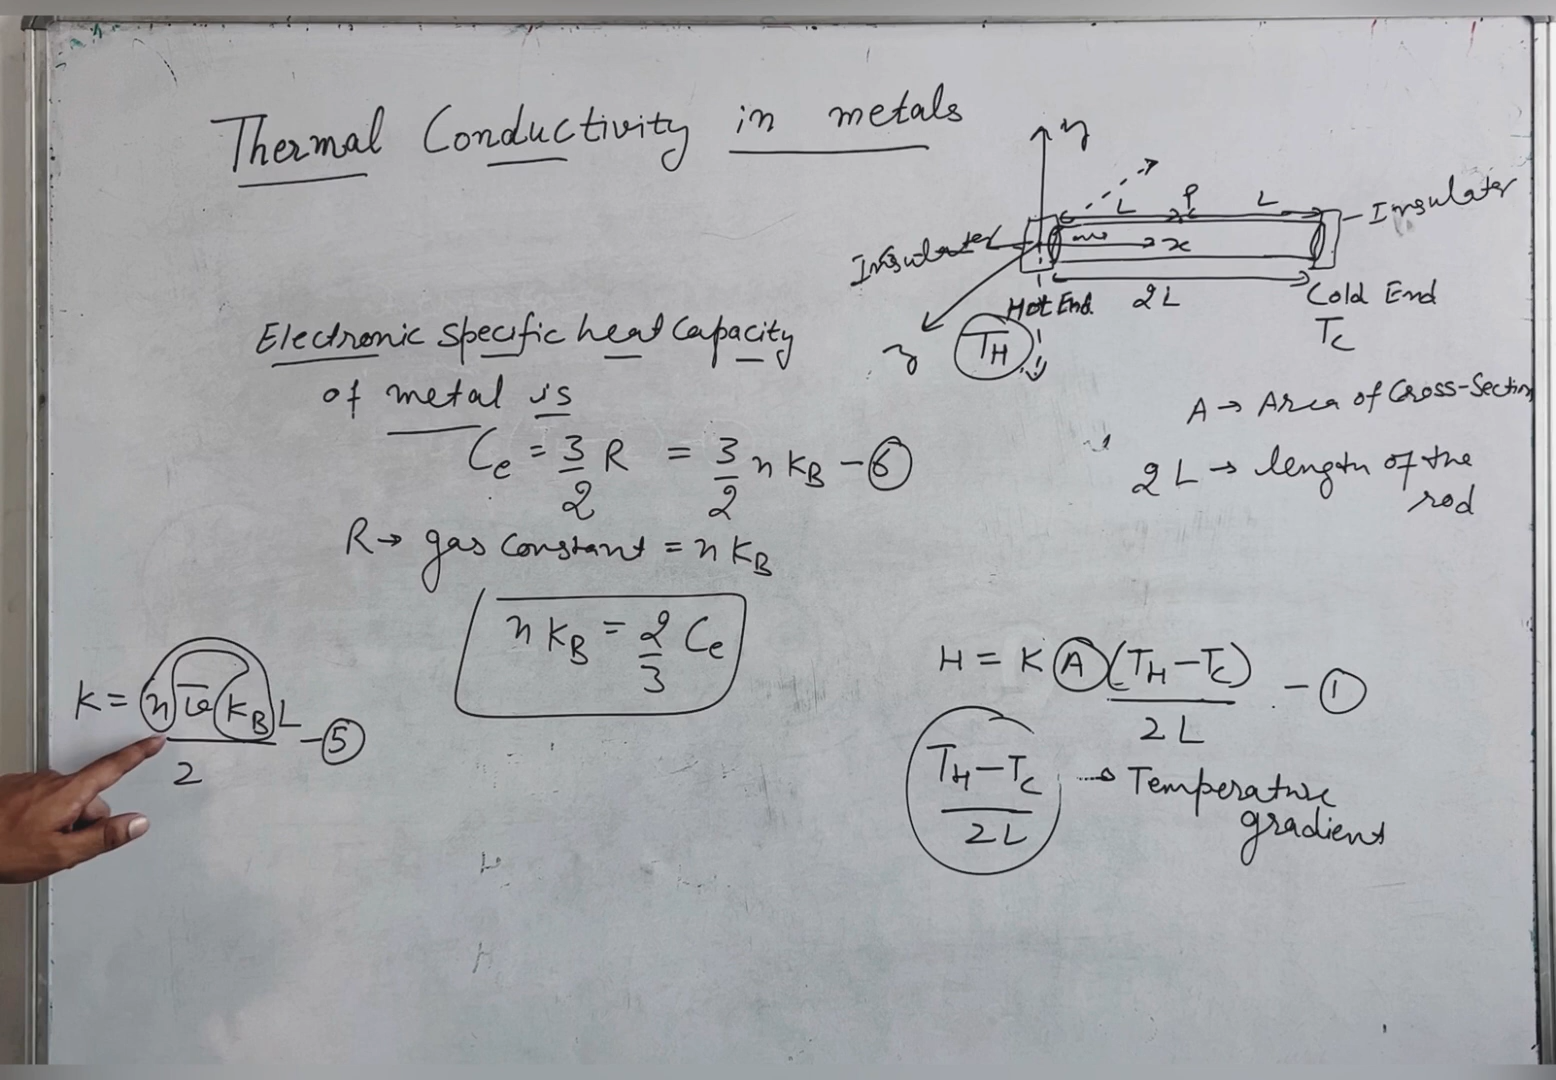 Thermal Conductivity in metals
y
L P L
Insulater x Insulater
Hot End 2L Cold End
z TH TC
A → Area of Cross-Section
2L → length of the
rod
Electronic specific heat capacity
of metal is
Ce = 3/2 R = 3/2 n KB - 6
R → gas constant = n KB
n KB = 2/3 Ce
K = n v̅ KB L / 2 - 5
H = K A (TH - TC) / 2L - 1
TH - TC / 2L → Temperature
gradient